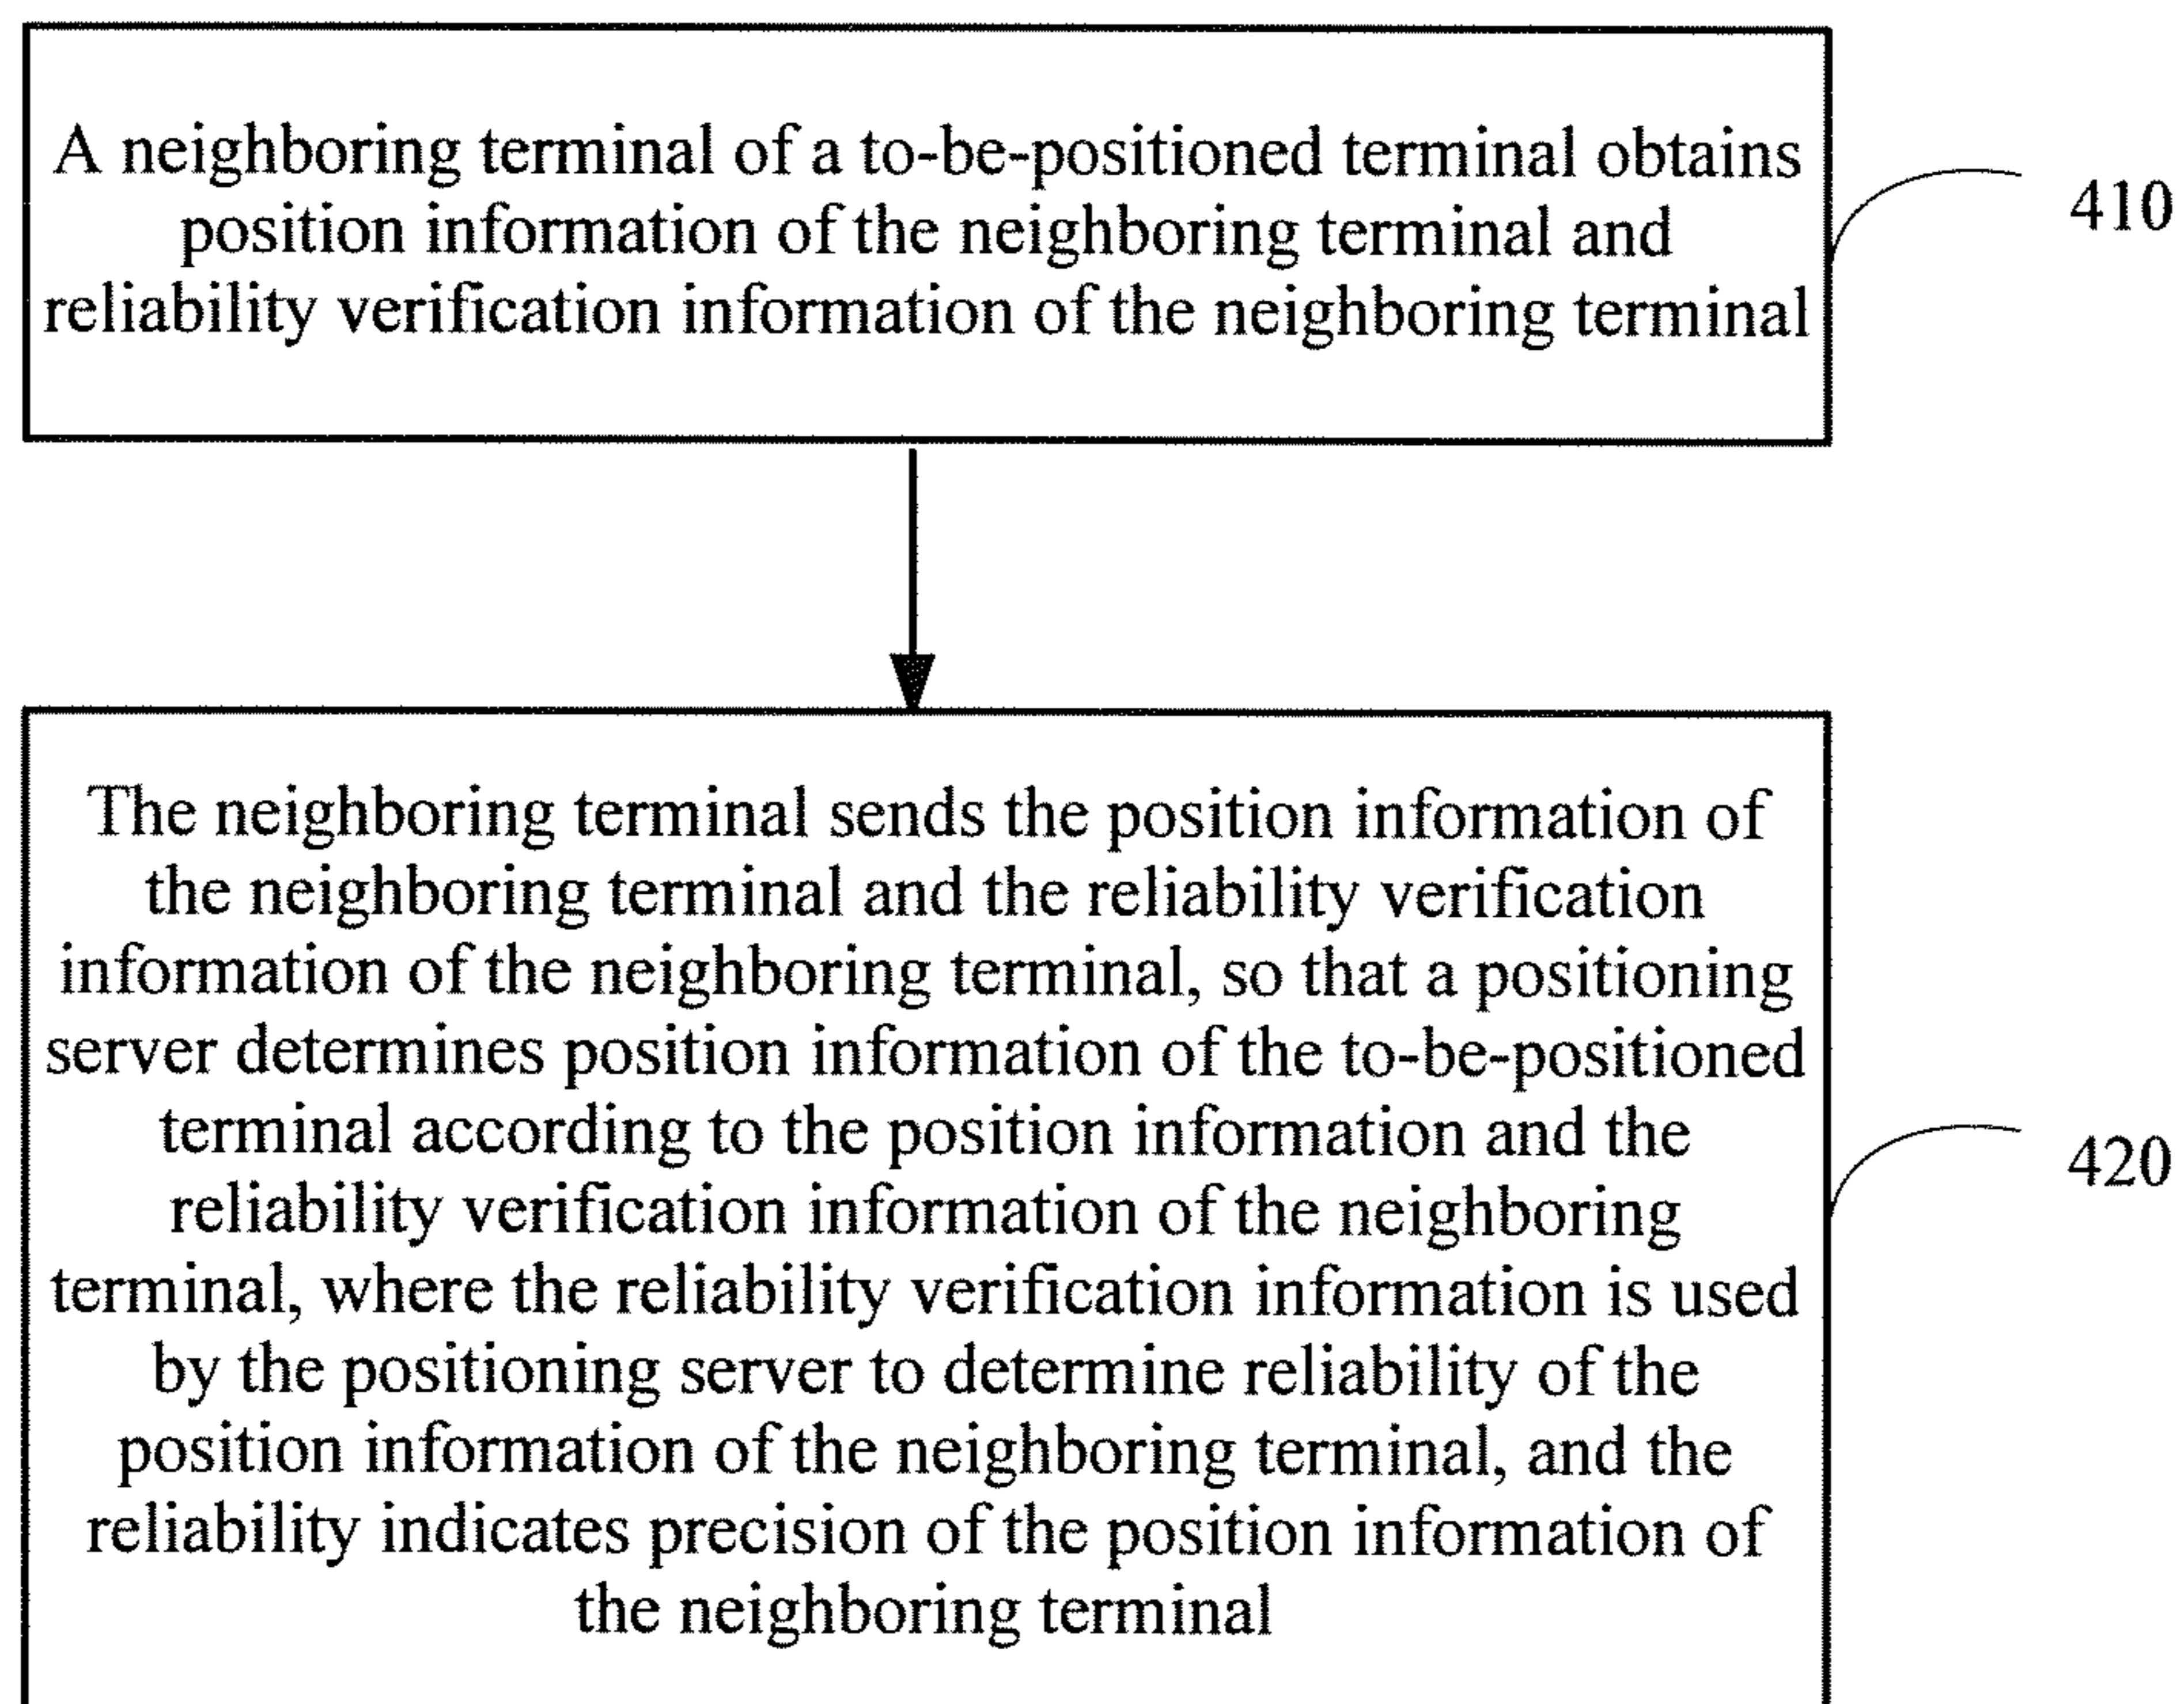 A neighboring terminal of a to-be-positioned terminal obtains
position information of the neighboring terminal and
reliability verification information of the neighboring terminal
410
The neighboring terminal sends the position information of
the neighboring terminal and the reliability verification
information of the neighboring terminal, so that a positioning
server determines position information of the to-be-positioned
terminal according to the position information and the
reliability verification information of the neighboring
terminal, where the reliability verification information is used
by the positioning server to determine reliability of the
position information of the neighboring terminal, and the
reliability indicates precision of the position information of
the neighboring terminal
420